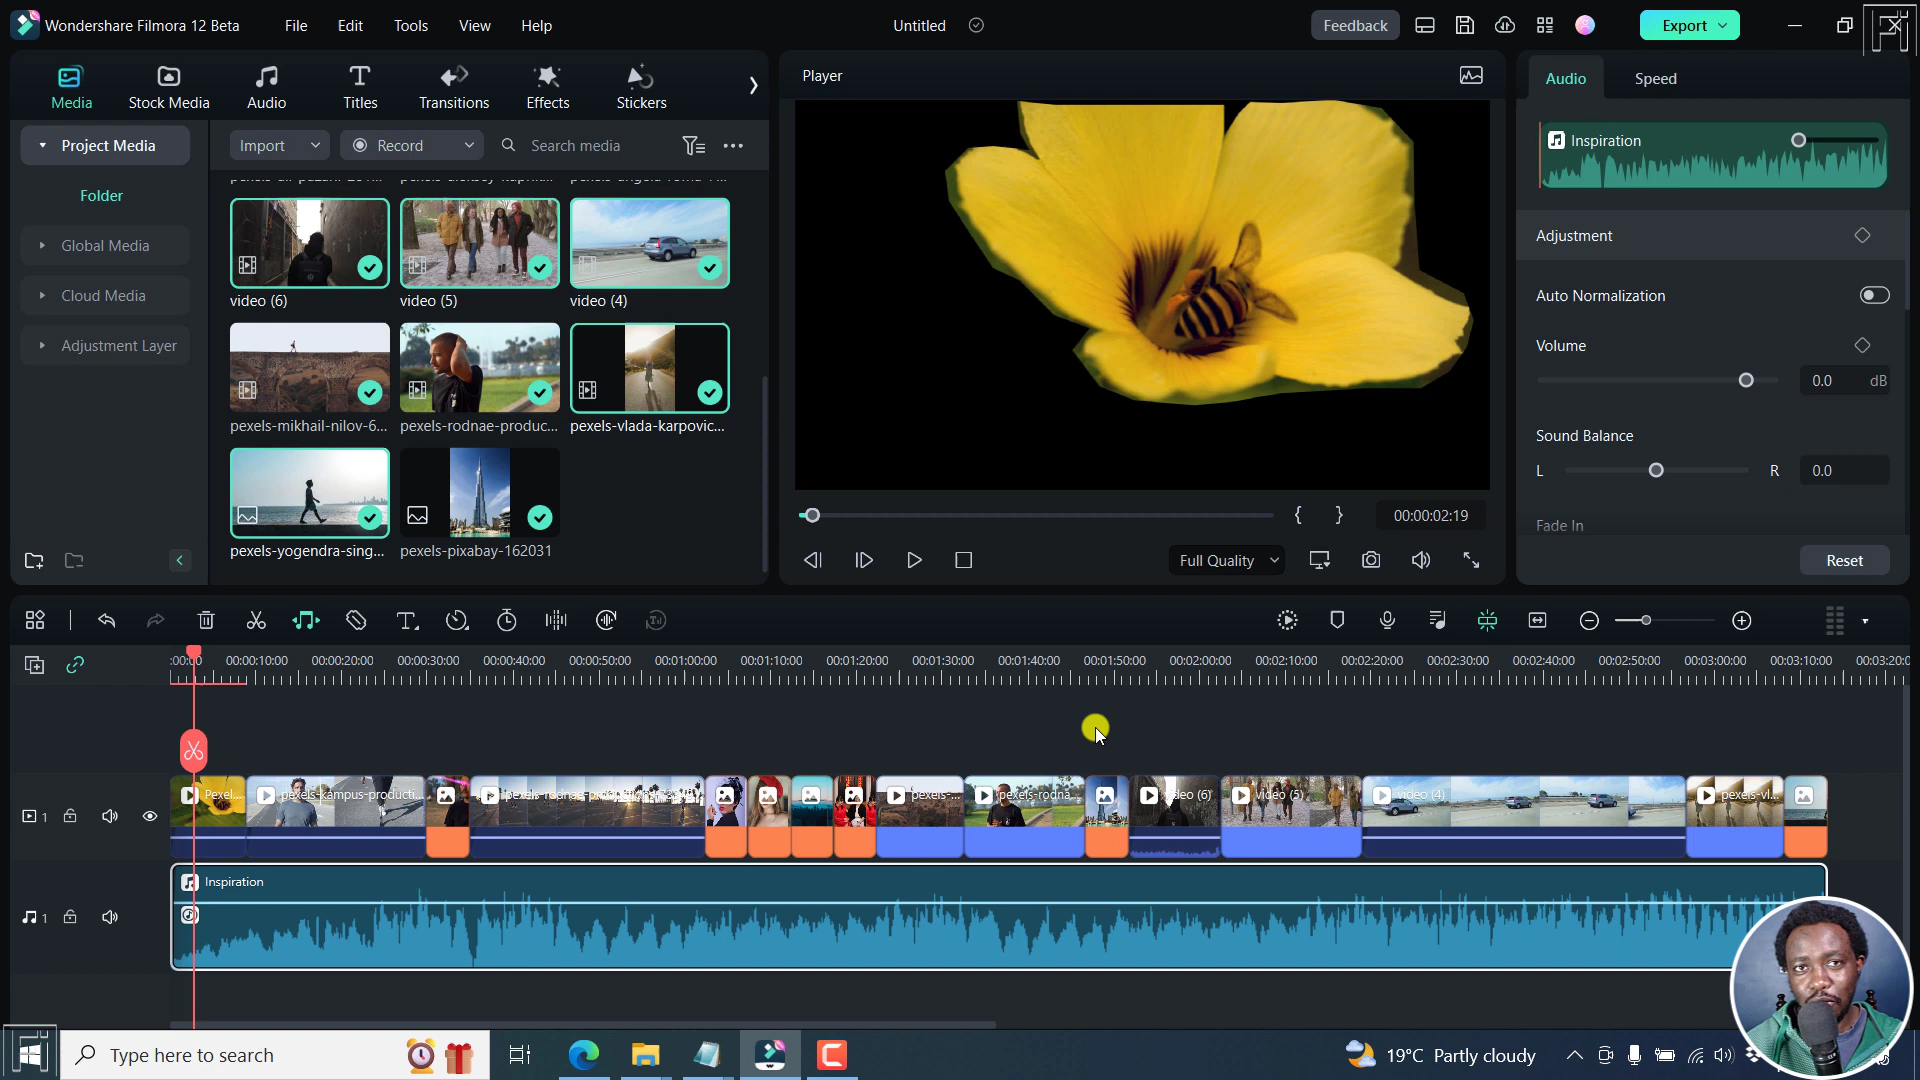 Wondershare Filmora 12 Beta
File
Edit
Tools
View
Help
Untitled
Feedback
Export
Media
Stock Media
Audio
Titles
Transitions
Effects
Stickers
Player
Audio
Speed
Project Media
Import
Record
Search media
Inspiration
Folder
Global Media
Cloud Media
Adjustment Layer
video (6)
video (5)
video (4)
pexels-mikhail-nilov-6...
pexels-rodnae-produc...
pexels-vlada-karpovic...
pexels-yogendra-sing...
pexels-pixabay-162031
Adjustment
Auto Normalization
Volume
0.0 dB
Sound Balance
L
R
0.0
Fade In
Reset
00:00:02:19
Full Quality
:00:00
00:00:10:00
00:00:20:00
00:00:30:00
00:00:40:00
00:00:50:00
00:01:00:00
00:01:10:00
00:01:20:00
00:01:30:00
00:01:40:00
00:01:50:00
00:02:00:00
00:02:10:00
00:02:20:00
00:02:30:00
00:02:40:00
00:02:50:00
00:03:00:00
00:03:10:00
00:03:20:0
1
Pexel...
pexels-kampus-producti...
pexels-...
pexels-rodna...
deo (6)
video (5)
video (4)
pexels-vl...
Inspiration
1
Type here to search
19°C Partly cloudy